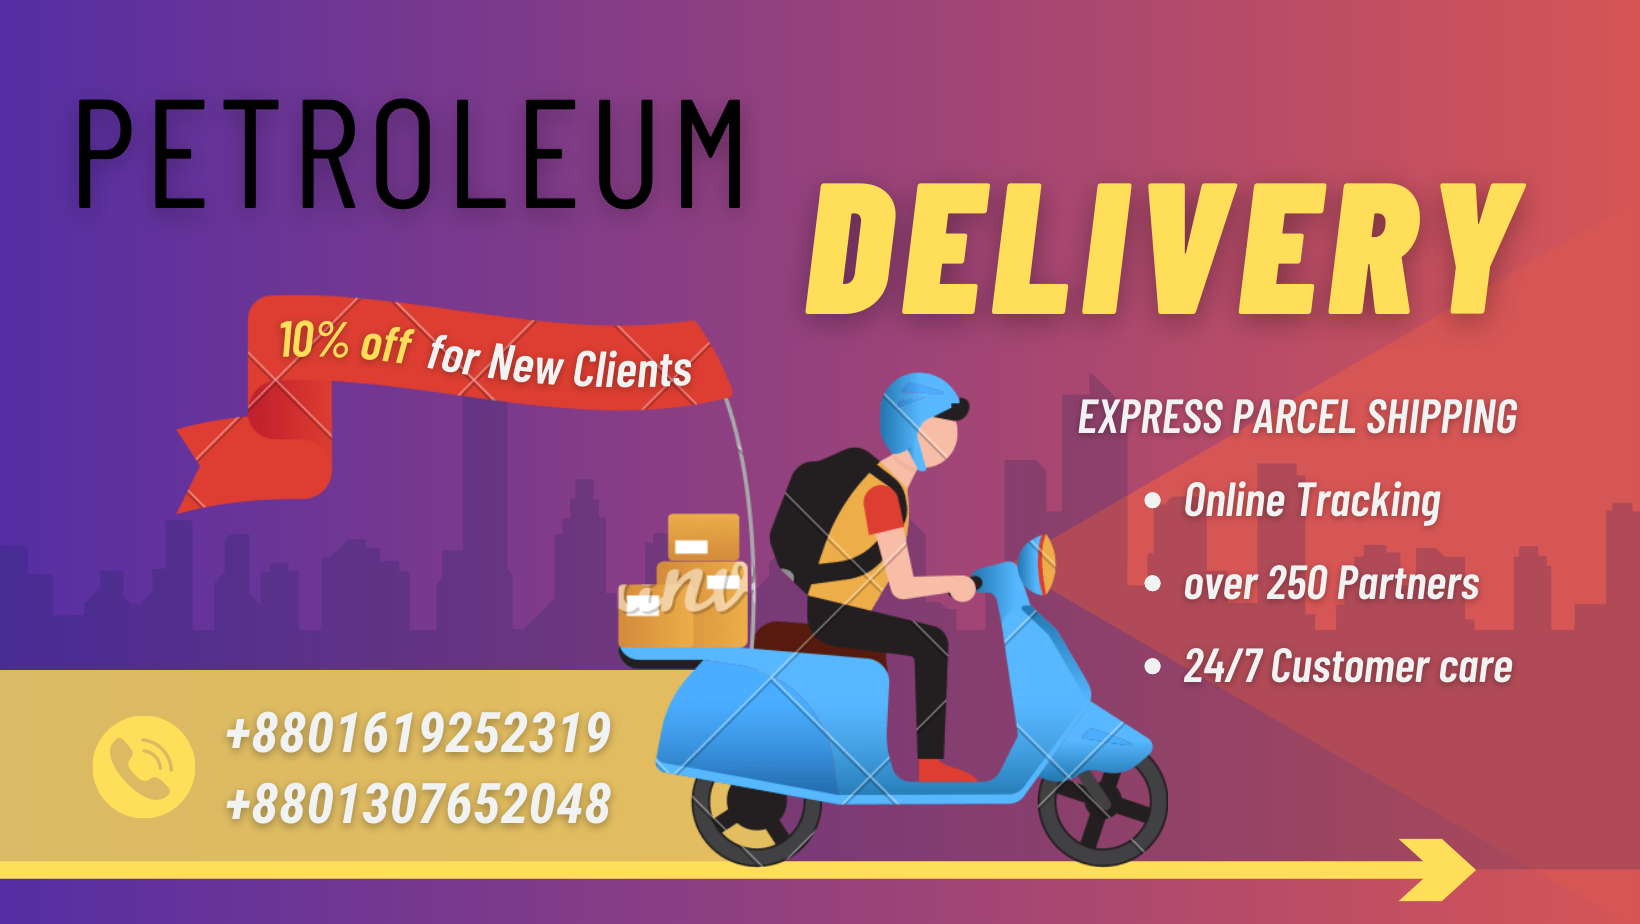 PETROLEUM
DELIVERY
10% off for New Clients
EXPRESS PARCEL SHIPPING
• Online Tracking
• over 250 Partners
• 24/7 Customer care
+8801619252319
+8801307652048